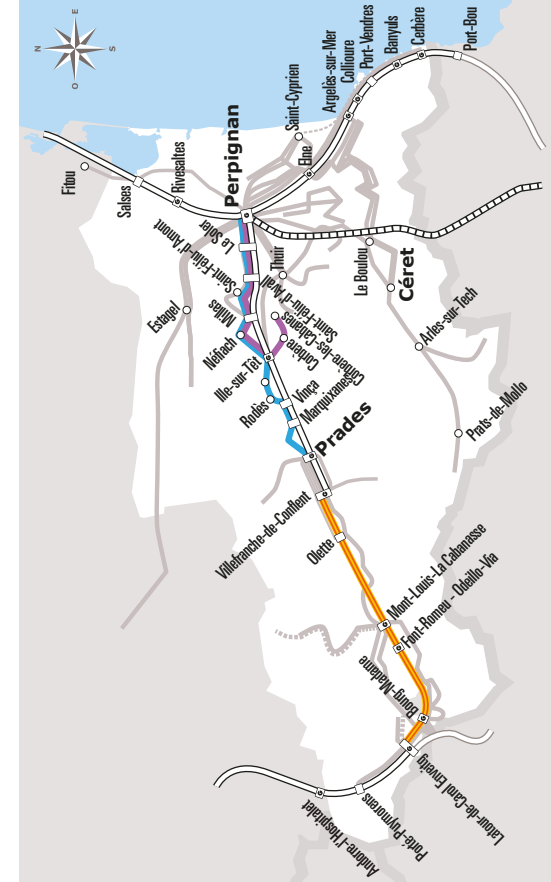 N
E
S
O
Fitou
Salses
Rivesaltes
Perpignan
Saint-Cyprien
Argelès-sur-Mer
Collioure
Port-Vendres
Banyuls
Cerbère
Port-Bou
Elne
Le Soler
Saint-Feliu-d'Amont
Saint-Feliu-d'Avall
Thuir
Estagel
Millas
Néfiach
Ille-sur-Têt
Corbère
Corbère-les-Cabanes
Rodès
Vinça
Marquixanes
Prades
Le Boulou
Céret
Arles-sur-Tech
Prats-de-Mollo
Villefranche-de-Conflent
Olette
Mont-Louis-La Cabanasse
Font-Romeu - Odeillo-Via
Bourg-Madame
Latour-de-Carol Enveitg
Porté-Puymorens
Andorre-l'Hospitalet